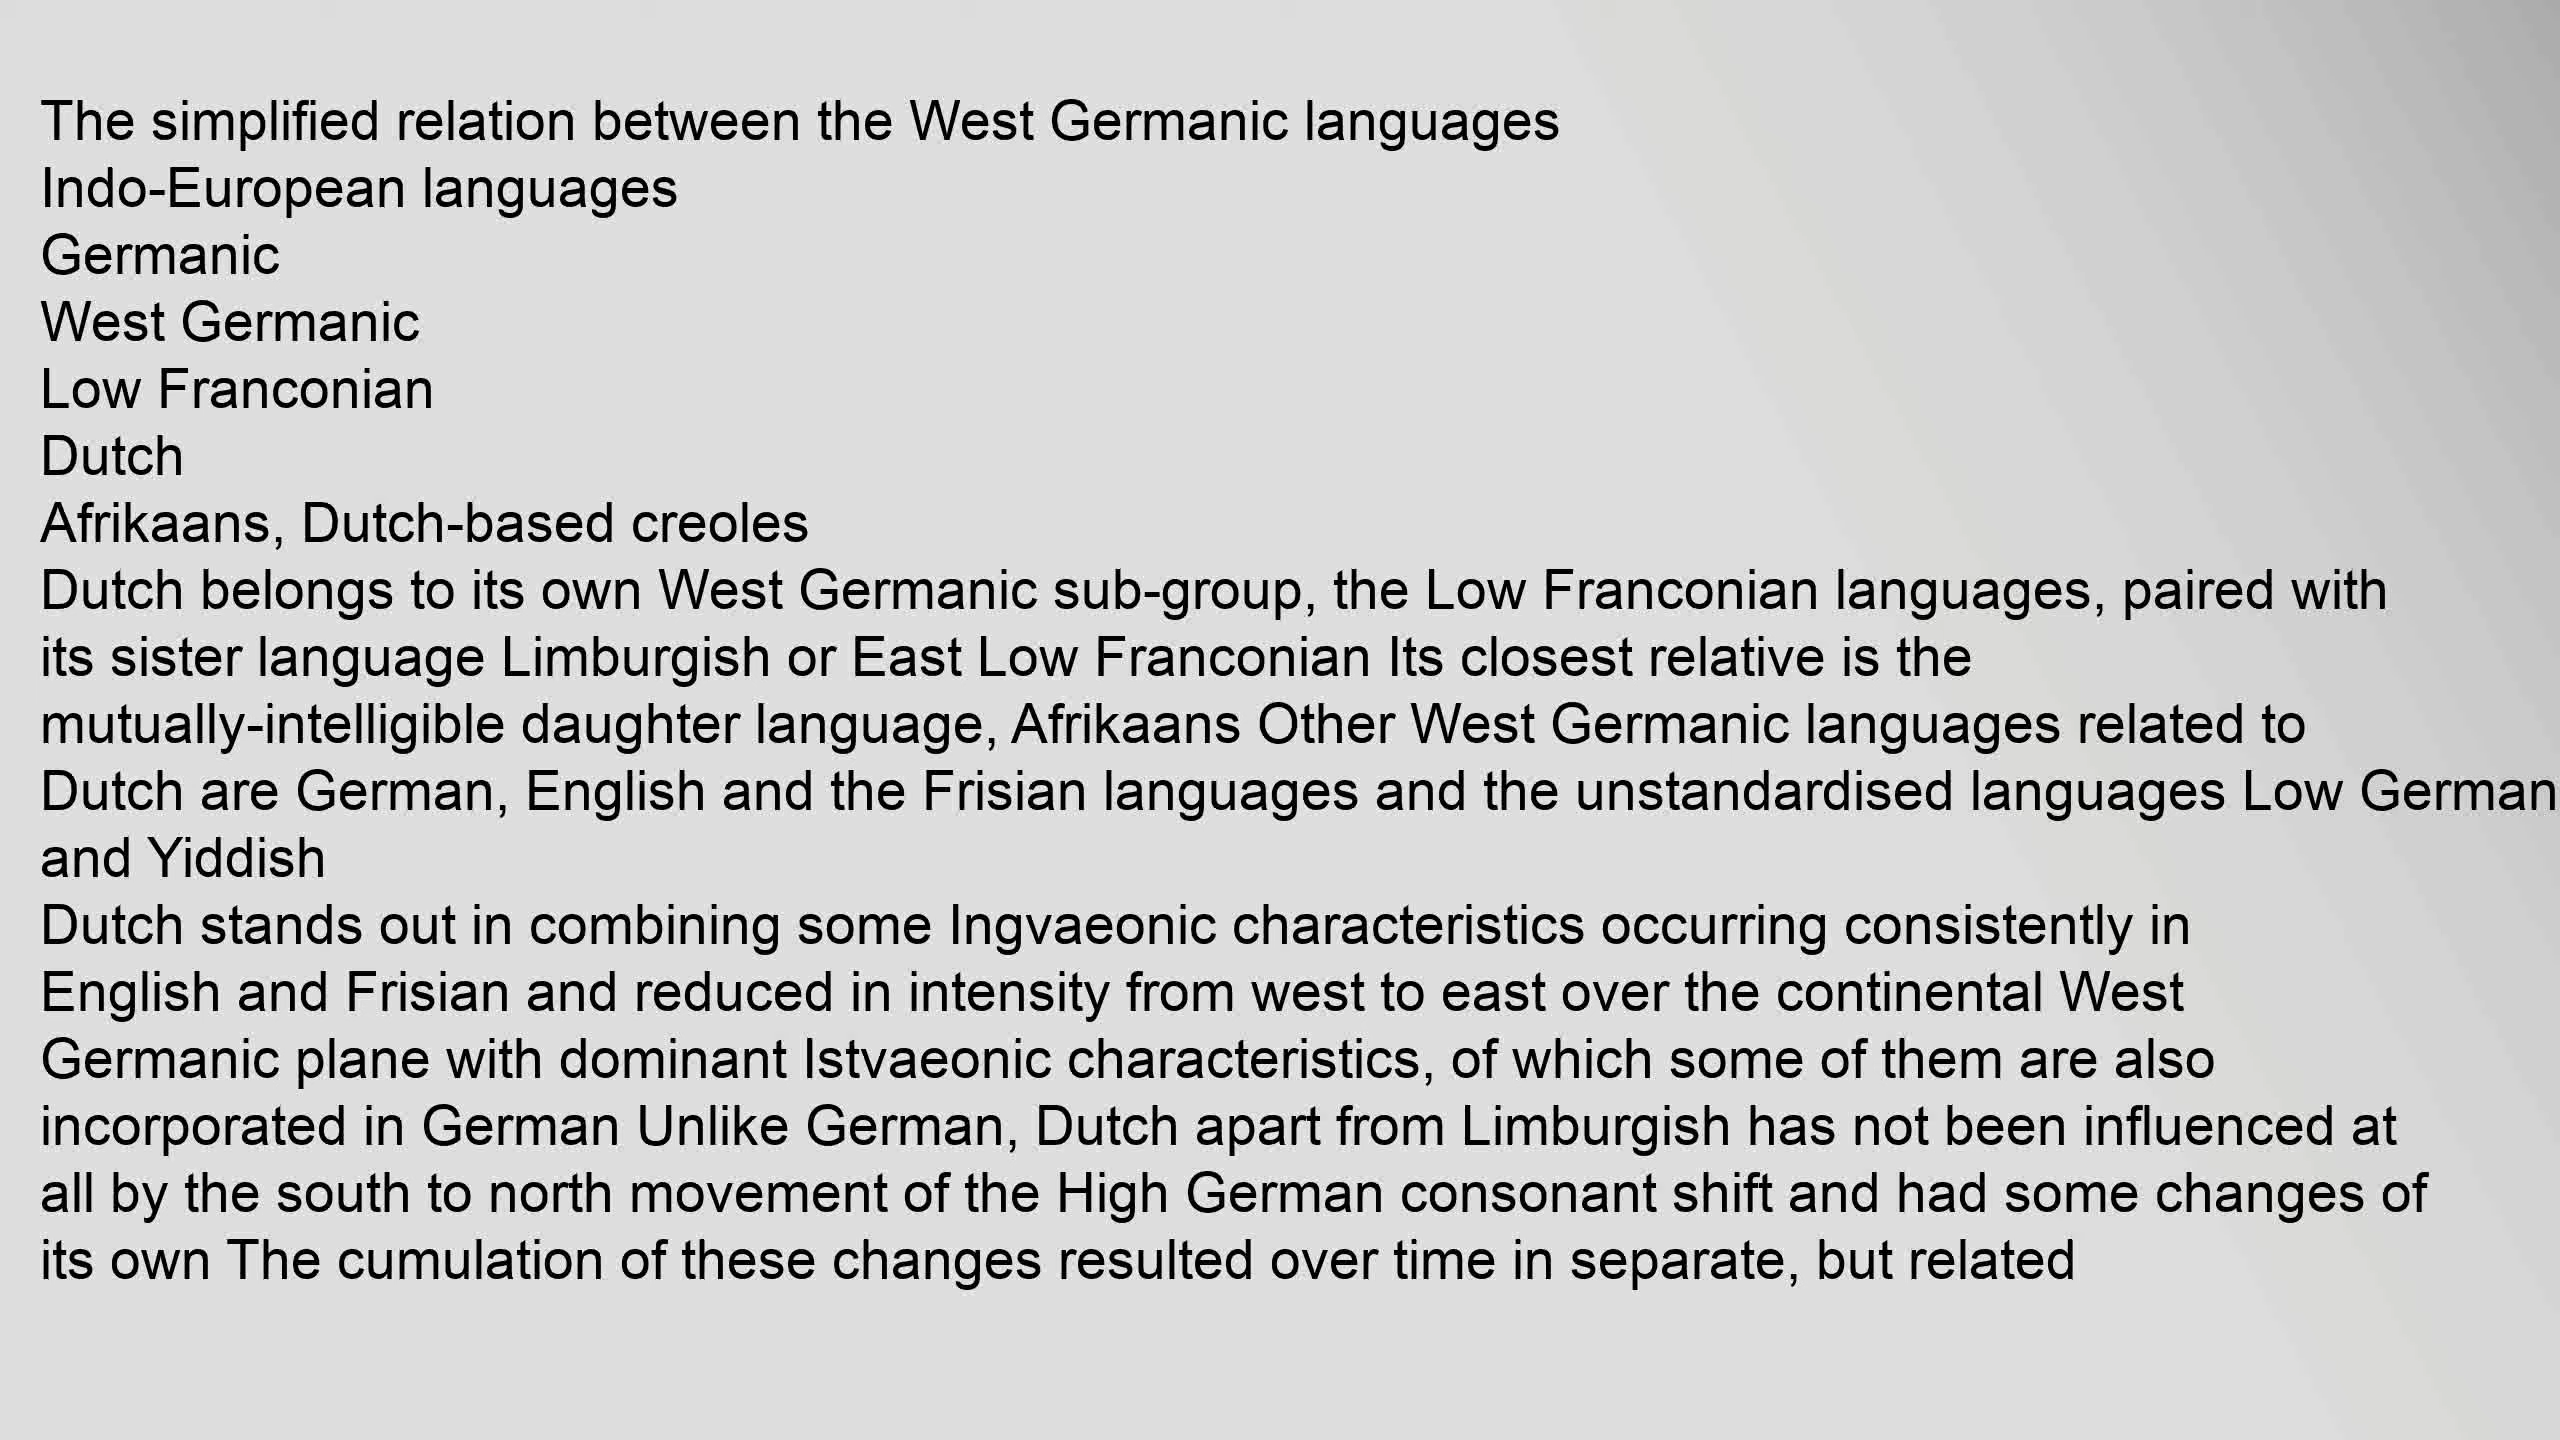 The simplified relation between the West Germanic languages
Indo-European languages
Germanic
West Germanic
Low Franconian
Dutch
Afrikaans, Dutch-based creoles
Dutch belongs to its own West Germanic sub-group, the Low Franconian languages, paired with
its sister language Limburgish or East Low Franconian Its closest relative is the
mutually-intelligible daughter language, Afrikaans Other West Germanic languages related to
Dutch are German, English and the Frisian languages and the unstandardised languages Low German
and Yiddish
Dutch stands out in combining some Ingvaeonic characteristics occurring consistently in
English and Frisian and reduced in intensity from west to east over the continental West
Germanic plane with dominant Istvaeonic characteristics, of which some of them are also
incorporated in German Unlike German, Dutch apart from Limburgish has not been influenced at
all by the south to north movement of the High German consonant shift and had some changes of
its own The cumulation of these changes resulted over time in separate, but related